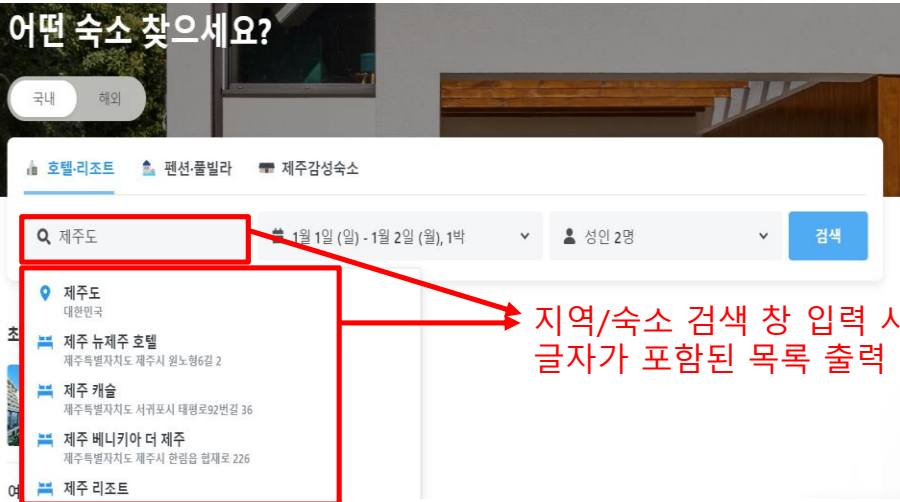 어떤 숙소 찾으세요?
국내 해외
호텔·리조트 펜션·풀빌라 제주감성숙소
제주도 1월 1일 (일) - 1월 2일 (월), 1박 성인 2명 검색
제주도
대한민국
제주 뉴제주 호텔
제주특별자치도 제주시 원노형6길 2
제주 캐슬
제주특별자치도 서귀포시 태평로92번길 36
제주 베니키아 더 제주
제주특별자치도 제주시 한림읍 협재로 226
제주 리조트
지역/숙소 검색 창 입력 시
글자가 포함된 목록 출력
초
여